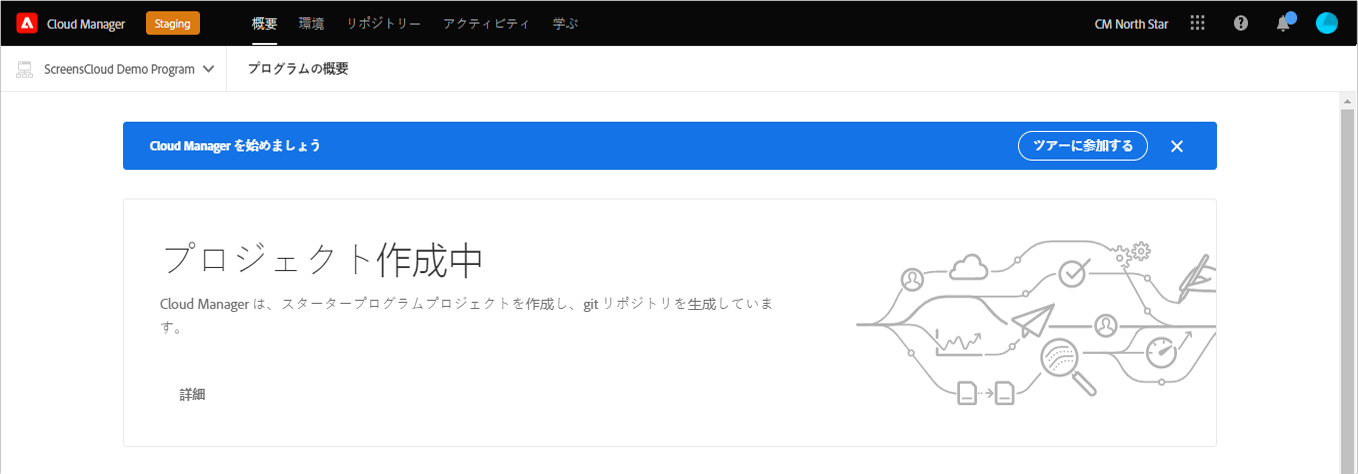 Cloud Manager Staging 概要 環境 リポジトリー アクティビティ 学ぶ CM North Star
ScreensCloud Demo Program プログラムの概要
Cloud Manager を始めましょう ツアーに参加する
プロジェクト作成中
Cloud Manager は、スタータープログラムプロジェクトを作成し、git リポジトリを生成していま
す。
詳細